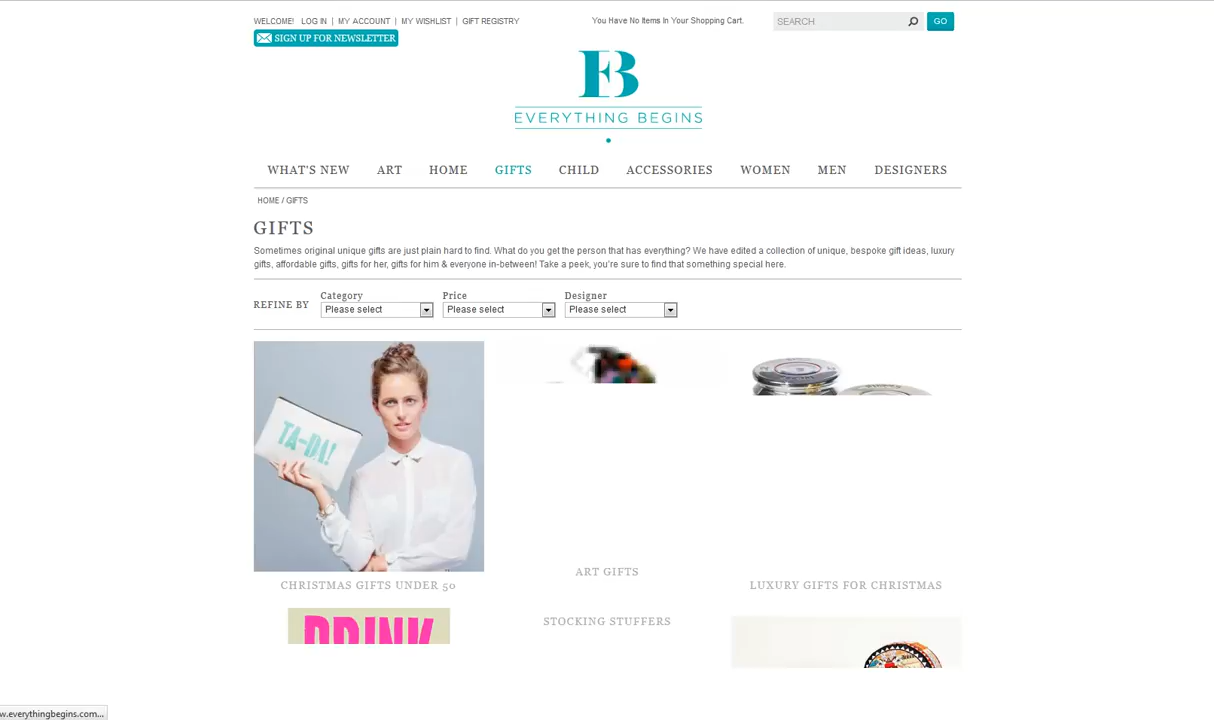 WELCOME! LOG IN | MY ACCOUNT | MY WISHLIST | GIFT REGISTRY
You Have No Items In Your Shopping Cart.
SEARCH
GO
SIGN UP FOR NEWSLETTER
EB
EVERYTHING BEGINS
WHAT'S NEW ART HOME GIFTS CHILD ACCESSORIES WOMEN MEN DESIGNERS
HOME / GIFTS
GIFTS
Sometimes original unique gifts are just plain hard to find. What do you get the person that has everything? We have edited a collection of unique, bespoke gift ideas, luxury
gifts, affordable gifts, gifts for her, gifts for him & everyone in-between! Take a peek, you're sure to find that something special here.
REFINE BY
Category Price Designer
Please select Please select Please select
TA-DA!
CHRISTMAS GIFTS UNDER 50
ART GIFTS
LUXURY GIFTS FOR CHRISTMAS
DRINK
STOCKING STUFFERS
w.everythingbegins.com...